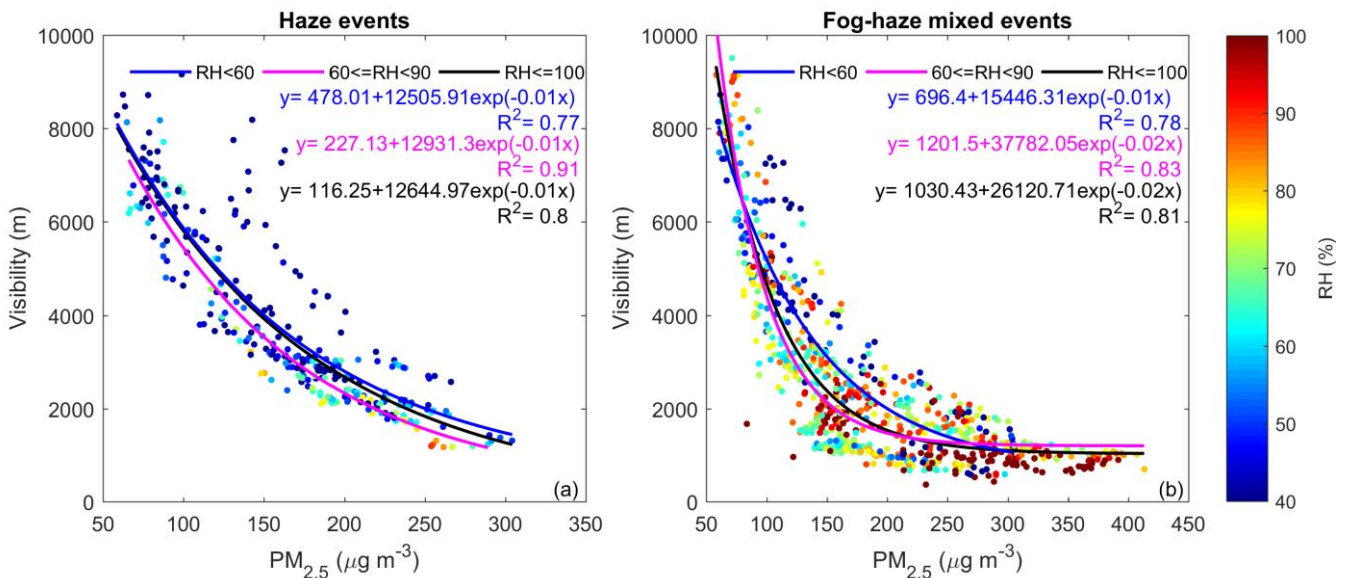 Haze events
10000
8000
6000
4000
2000
0
Visibility (m)
RH<60 60<=RH<90 RH<=100
y= 478.01+12505.91exp(-0.01x)
R²= 0.77
y= 227.13+12931.3exp(-0.01x)
R²= 0.91
y= 116.25+12644.97exp(-0.01x)
R²= 0.8
(a)
50 100 150 200 250 300 350
PM2.5 (μg m⁻³)
Fog-haze mixed events
10000
8000
6000
4000
2000
0
Visibility (m)
RH<60 60<=RH<90 RH<=100
y= 696.4+15446.31exp(-0.01x)
R²= 0.78
y= 1201.5+37782.05exp(-0.02x)
R²= 0.83
y= 1030.43+26120.71exp(-0.02x)
R²= 0.81
(b)
50 100 150 200 250 300 350 400 450
PM2.5 (μg m⁻³)
100
90
80
70
60
50
40
RH (%)